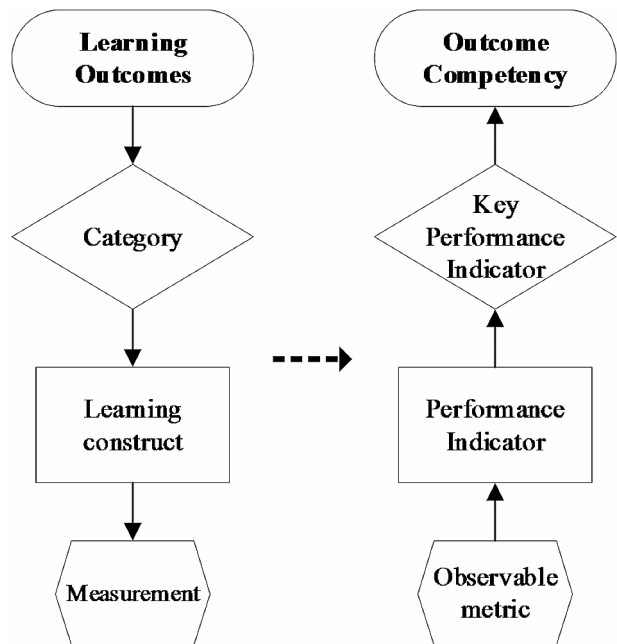 Learning
Outcomes
Category
Learning
construct
Measurement
Outcome
Competency
Key
Performance
Indicator
Performance
Indicator
Observable
metric